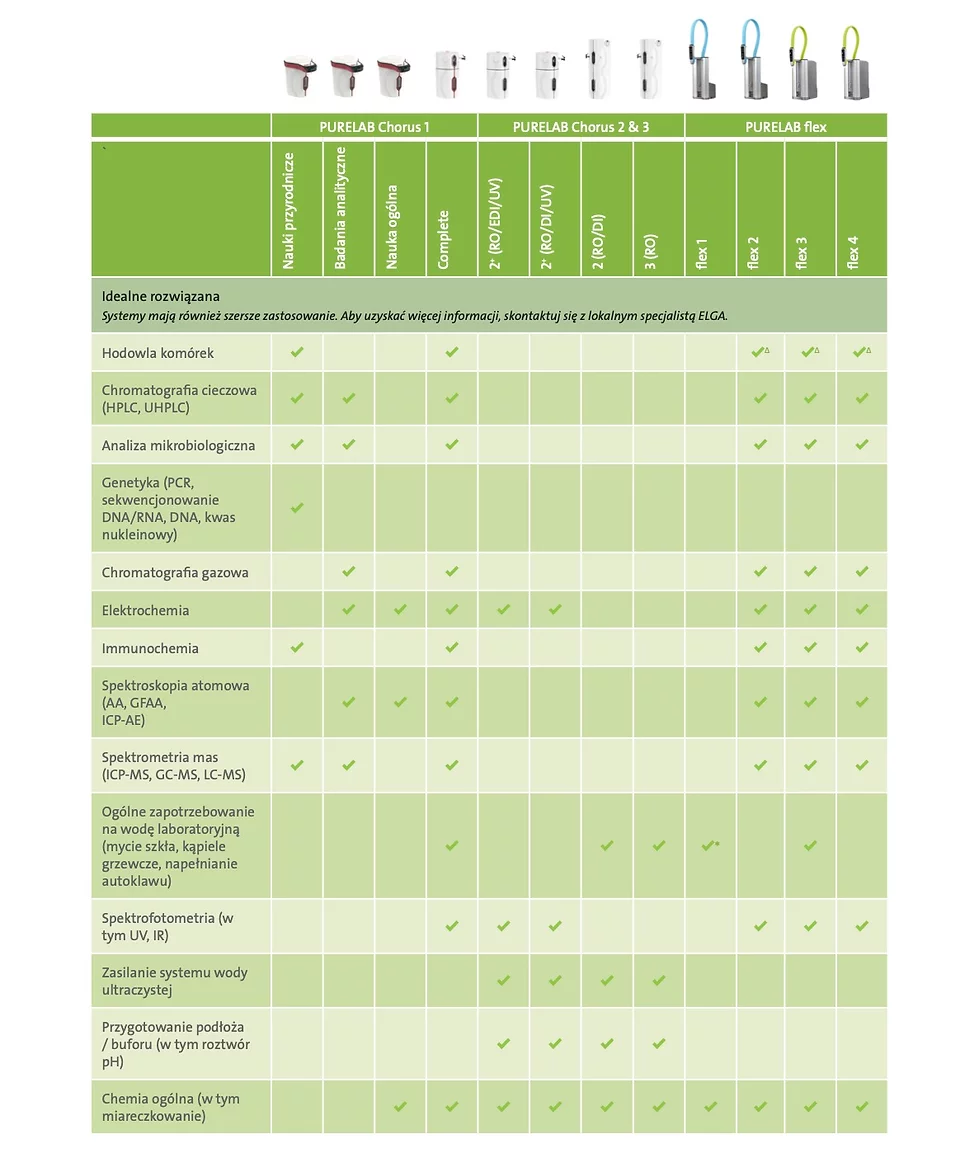 PURELAB Chorus 1 PURELAB Chorus 2 & 3 PURELAB flex
`
Nauki przyrodnicze
Badania analityczne
Nauka ogólna
Complete
2⁺ (RO/EDI/UV)
2⁺ (RO/DI/UV)
2 (RO/DI)
3 (RO)
flex 1
flex 2
flex 3
flex 4
Idealne rozwiązana
Systemy mają również szersze zastosowanie. Aby uzyskać więcej informacji, skontaktuj się z lokalnym specjalistą ELGA.
Hodowla komórek ✓ ✓ ✓Δ ✓Δ ✓Δ
Chromatografia cieczowa
(HPLC, UHPLC) ✓ ✓ ✓ ✓ ✓ ✓
Analiza mikrobiologiczna ✓ ✓ ✓ ✓ ✓ ✓
Genetyka (PCR,
sekwencjonowanie
DNA/RNA, DNA, kwas
nukleinowy) ✓
Chromatografia gazowa ✓ ✓ ✓ ✓ ✓
Elektrochemia ✓ ✓ ✓ ✓ ✓ ✓ ✓ ✓
Immunochemia ✓ ✓ ✓ ✓ ✓
Spektroskopia atomowa
(AA, GFAA,
ICP-AE) ✓ ✓ ✓ ✓ ✓ ✓
Spektrometria mas
(ICP-MS, GC-MS, LC-MS) ✓ ✓ ✓ ✓ ✓ ✓
Ogólne zapotrzebowanie
na wodę laboratoryjną
(mycie szkła, kąpiele
grzewcze, napełnianie
autoklawu) ✓ ✓ ✓ ✓* ✓
Spektrofotometria (w
tym UV, IR) ✓ ✓ ✓ ✓ ✓ ✓
Zasilanie systemu wody
ultraczystej ✓ ✓ ✓ ✓
Przygotowanie podłoża
/ buforu (w tym roztwór
pH) ✓ ✓ ✓ ✓
Chemia ogólna (w tym
miareczkowanie) ✓ ✓ ✓ ✓ ✓ ✓ ✓ ✓ ✓ ✓